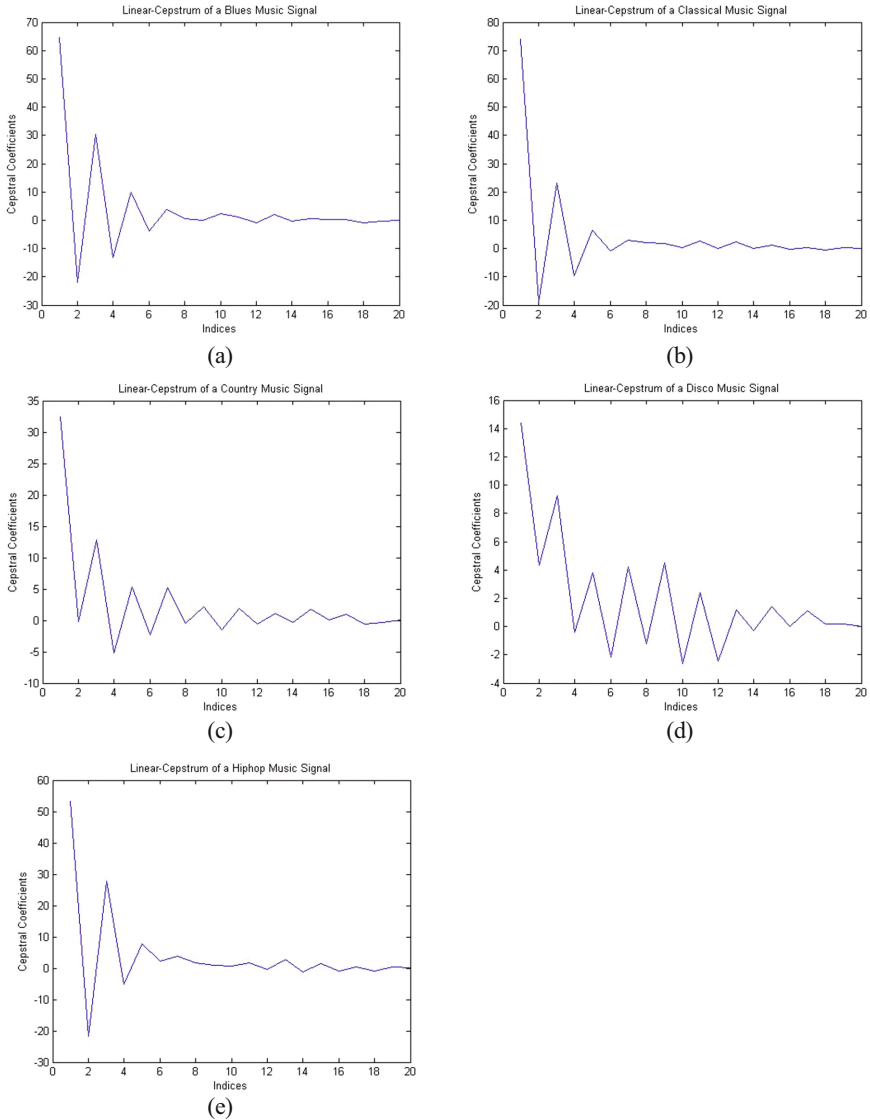 Linear-Cepstrum of a Blues Music Signal
70
60
50
40
30
20
10
0
-10
-20
-30
Cepstral Coefficients
0 2 4 6 8 10 12 14 16 18 20
Indices
(a)
Linear-Cepstrum of a Classical Music Signal
80
70
60
50
40
30
20
10
0
-10
-20
Cepstral Coefficients
0 2 4 6 8 10 12 14 16 18 20
Indices
(b)
Linear-Cepstrum of a Country Music Signal
35
30
25
20
15
10
5
0
-5
-10
Cepstral Coefficients
0 2 4 6 8 10 12 14 16 18 20
Indices
(c)
Linear-Cepstrum of a Disco Music Signal
16
14
12
10
8
6
4
2
0
-2
-4
Cepstral Coefficients
0 2 4 6 8 10 12 14 16 18 20
Indices
(d)
Linear-Cepstrum of a Hiphop Music Signal
60
50
40
30
20
10
0
-10
-20
-30
Cepstral Coefficients
0 2 4 6 8 10 12 14 16 18 20
Indices
(e)